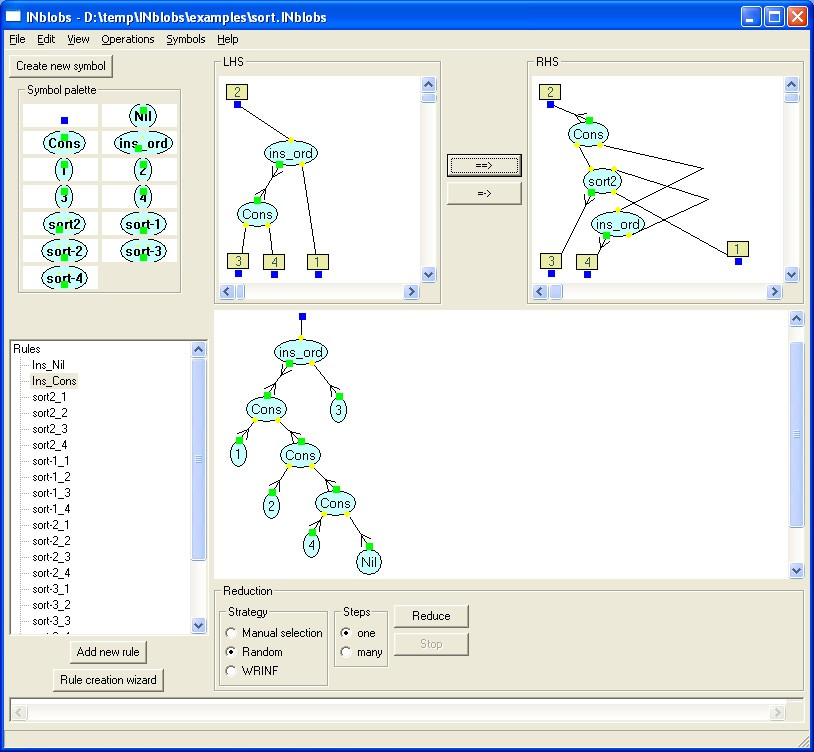 INblobs - D:\temp\INblobs\examples\sort.INblobs
File Edit View Operations Symbols Help
Create new symbol
Symbol palette
Nil
Cons ins_ord
1 2
3 4
sort2 sort-1
sort-2 sort-3
sort-4
LHS
2
ins_ord
Cons
3 4 1
==>
=->
RHS
2
Cons
sort2
ins_ord
1
3 4
Rules
Ins_Nil
Ins_Cons
sort2_1
sort2_2
sort2_3
sort2_4
sort-1_1
sort-1_2
sort-1_3
sort-1_4
sort-2_1
sort-2_2
sort-2_3
sort-2_4
sort-3_1
sort-3_2
sort-3_3
Add new rule
Rule creation wizard
ins_ord
Cons 3
1 Cons
2 Cons
4 Nil
Reduction
Strategy
Manual selection
Random
WRINF
Steps
one
many
Reduce
Stop